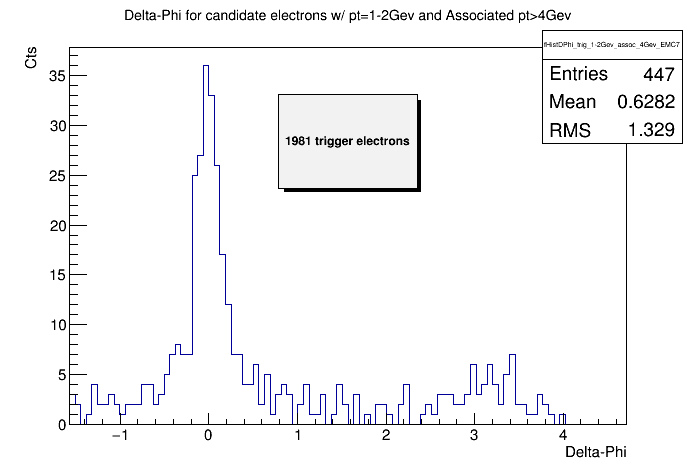 Delta-Phi for candidate electrons w/ pt=1-2Gev and Associated pt>4Gev
Cts
fHistDPhi_trig_1-2Gev_assoc_4Gev_EMC7
Entries 447
Mean 0.6282
RMS 1.329
1981 trigger electrons
35
30
25
20
15
10
5
0
−1 0 1 2 3 4
Delta-Phi